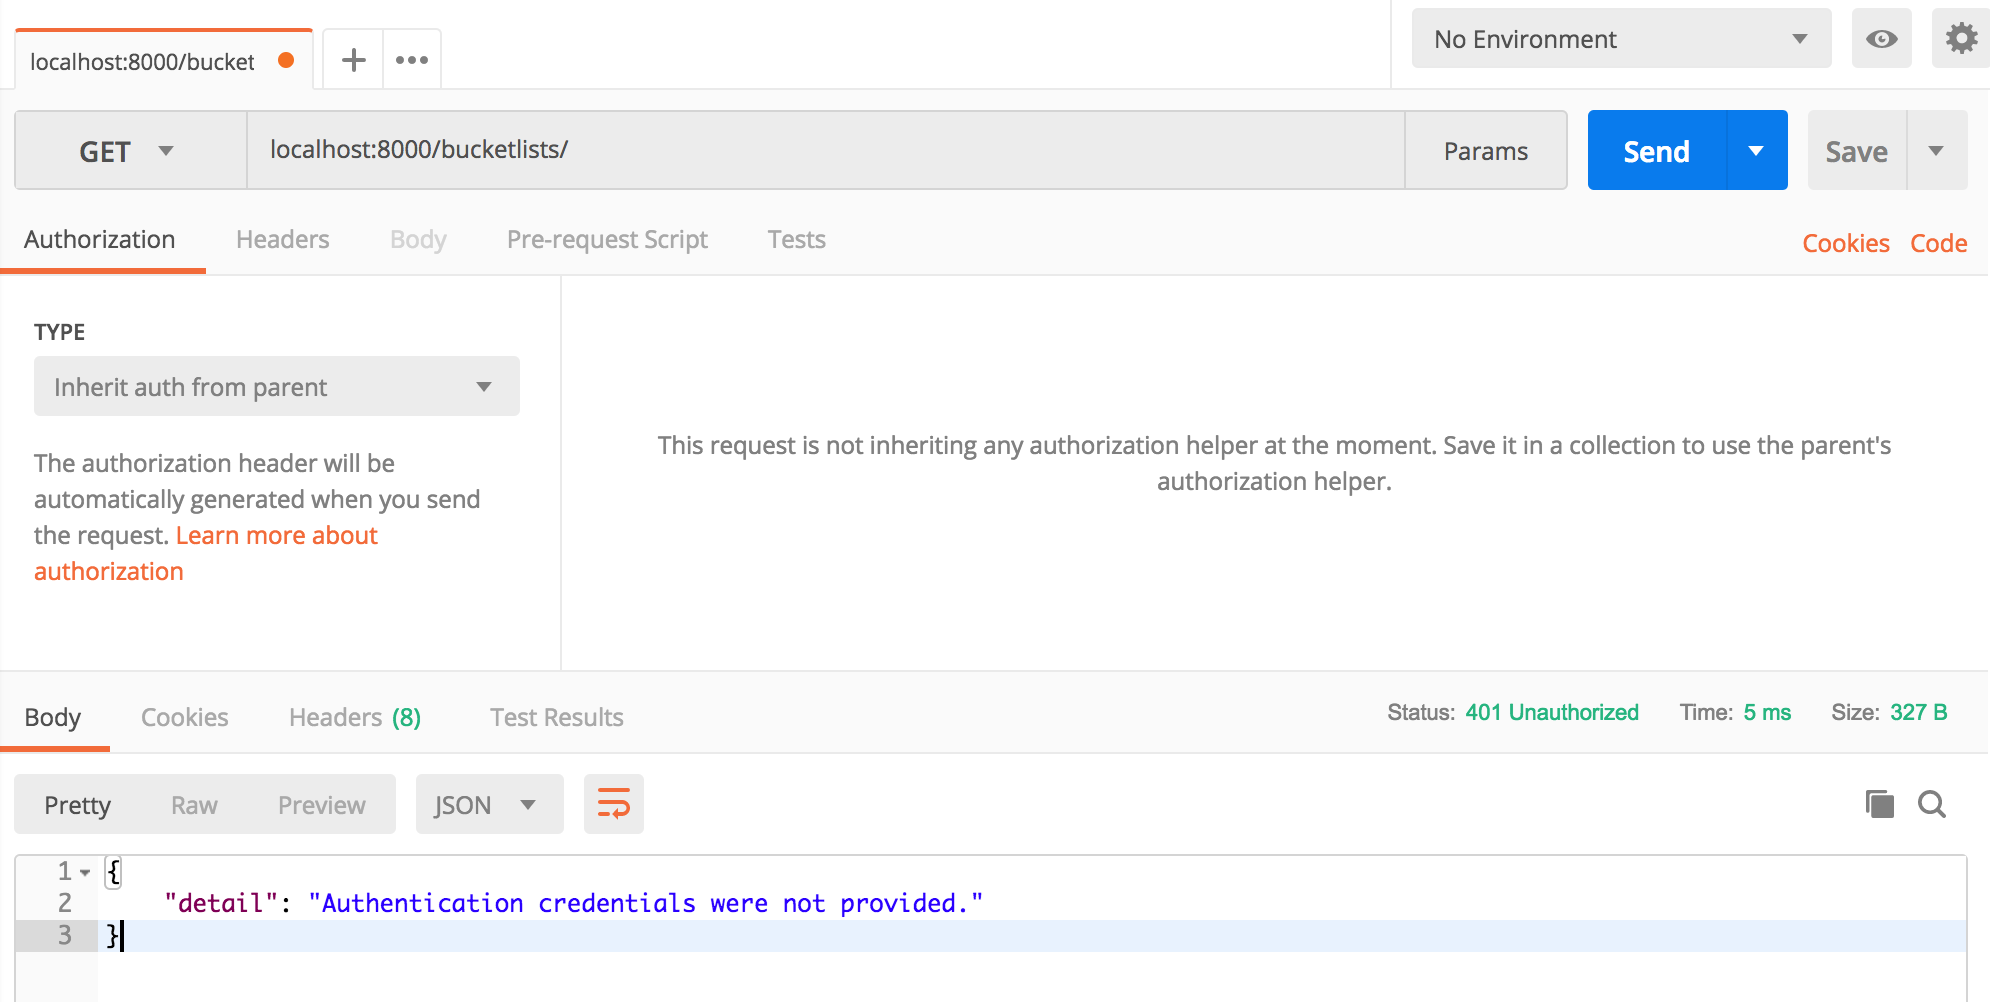 localhost:8000/bucket
No Environment
GET
localhost:8000/bucketlists/
Params
Send
Save
Authorization
Headers
Body
Pre-request Script
Tests
Cookies
Code
TYPE
Inherit auth from parent
The authorization header will be
automatically generated when you send
the request. Learn more about
authorization
This request is not inheriting any authorization helper at the moment. Save it in a collection to use the parent's
authorization helper.
Body
Cookies
Headers (8)
Test Results
Status: 401 Unauthorized
Time: 5 ms
Size: 327 B
Pretty
Raw
Preview
JSON
1 {
2 "detail": "Authentication credentials were not provided."
3 }